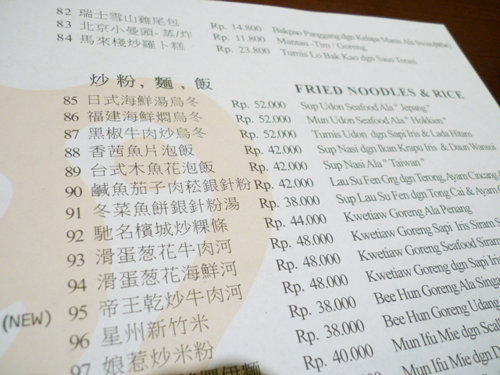 82 瑞士雪山雞尾包 Rp. 14.800 Bakpao Panggang dgn Kelapa Manis Ala
83 北京小饅頭-蒸/炸 Rp. 11.800 Mantau -Tim / Goreng
84 馬來棧炒羅卜糕 Rp. 23.800 Tumis Lo Bak Kao dgn Saus Terasi
炒粉,麵,飯 FRIED NOODLES & RICE
85 日式海鮮湯烏冬 Rp. 52.000 Sup Udon Seafood Ala " Jepang"
86 福建海鮮燜烏冬 Rp. 52.000 Mun Udon Seafood Ala " Hokkien"
87 黑椒牛肉炒烏冬 Rp. 52.000 Tumis Udon dgn Sapi Iris & Lada Hitam
88 香茜魚片泡飯 Rp. 42.000 Sup Nasi dgn Ikan Krapu Iris & Daun Wansui
89 台式木魚花泡飯 Rp. 42.000 Sup Nasi Seafood Ala " Taiwan"
90 鹹魚茄子肉菘銀針粉 Rp. 42.000 Lau Su Fen Grg dgn Terong, Ayam Cincang
91 冬菜魚餅銀針粉湯 Rp. 38.000 Sup Lau Su Fen dgn Tong Cai & Ayam
92 馳名檳城炒粿條 Rp. 44.000 Kwetiaw Goreng Ala Penang
93 滑蛋葱花牛肉河 Rp. 48.000 Kwetiaw Goreng Sapi Iris Siram
94 滑蛋葱花海鮮河 Rp. 48.000 Kwetiaw Goreng Seafood Siram
(NEW) 95 帝王乾炒牛肉河 Rp. 48.000 Kwetiaw Goreng dgn Sapi
96 星州新竹米 Rp. 38.000 Bee Hun Goreng Ala
97 娘惹炒米粉 Rp. 38.000 Bee Hun Goreng
Rp. 40.000 Mun Ifu Mie dgn
Mun Ifu Mie